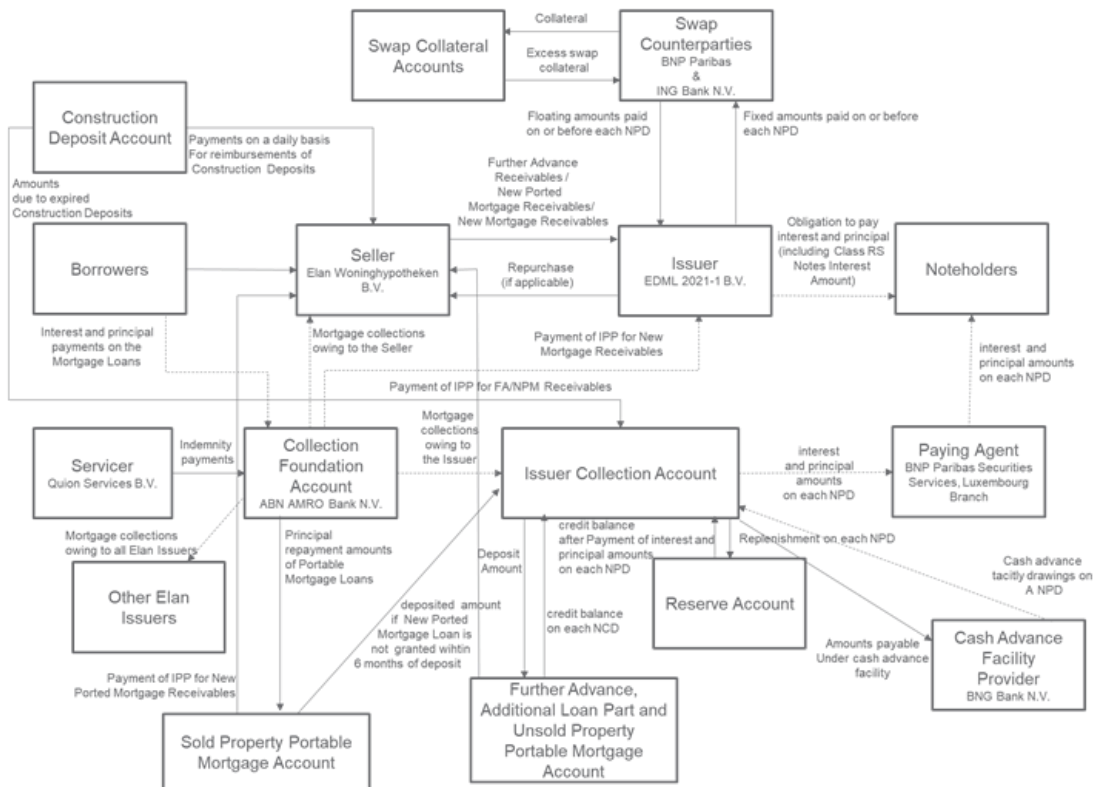 Swap Collateral
Accounts
Collateral
Excess swap
collateral
Swap
Counterparties
BNP Paribas
&
ING Bank N.V.
Construction
Deposit Account
Payments on a daily basis
For reimbursements of
Construction Deposits
Floating amounts paid
on or before each NPD
Fixed amounts paid on or before
each NPD
Amounts
due to expired
Construction Deposits
Further Advance
Receivables /
New Ported
Mortgage Receivables/
New Mortgage Receivables
Obligation to pay
interest and principal
(including Class RS
Notes Interest
Amount)
Borrowers
Seller
Elan Woninghypotheken
B.V.
Repurchase
(if applicable)
Issuer
EDML 2021-1 B.V.
Noteholders
Interest and principal
payments on the
Mortgage Loans
Mortgage collections
owing to the Seller
Payment of IPP for New
Mortgage Receivables
interest and
principal amounts
on each NPD
Payment of IPP for FA/NPM Receivables
Servicer
Quion Services B.V.
Indemnity
payments
Collection
Foundation
Account
ABN AMRO Bank N.V.
Mortgage
collections
owing to
the Issuer
Issuer Collection Account
interest
and principal
amounts
on each NPD
Paying Agent
BNP Paribas Securities
Services, Luxembourg
Branch
Mortgage collections
owing to all Elan Issuers
Principal
repayment amounts
of Portable
Mortgage Loans
Deposit
Amount
credit balance
after Payment of interest and
principal amounts
on each NPD
Replenishment on each NPD
Cash advance
tacitly drawings on
A NPD
Other Elan
Issuers
deposited amount
if New Ported
Mortgage Loan is
not granted wihtin
6 months of deposit
credit balance
on each NCD
Reserve Account
Amounts payable
Under cash advance
facility
Cash Advance
Facility
Provider
BNG Bank N.V.
Payment of IPP for New
Ported Mortgage Receivables
Sold Property Portable
Mortgage Account
Further Advance,
Additional Loan Part and
Unsold Property
Portable Mortgage
Account